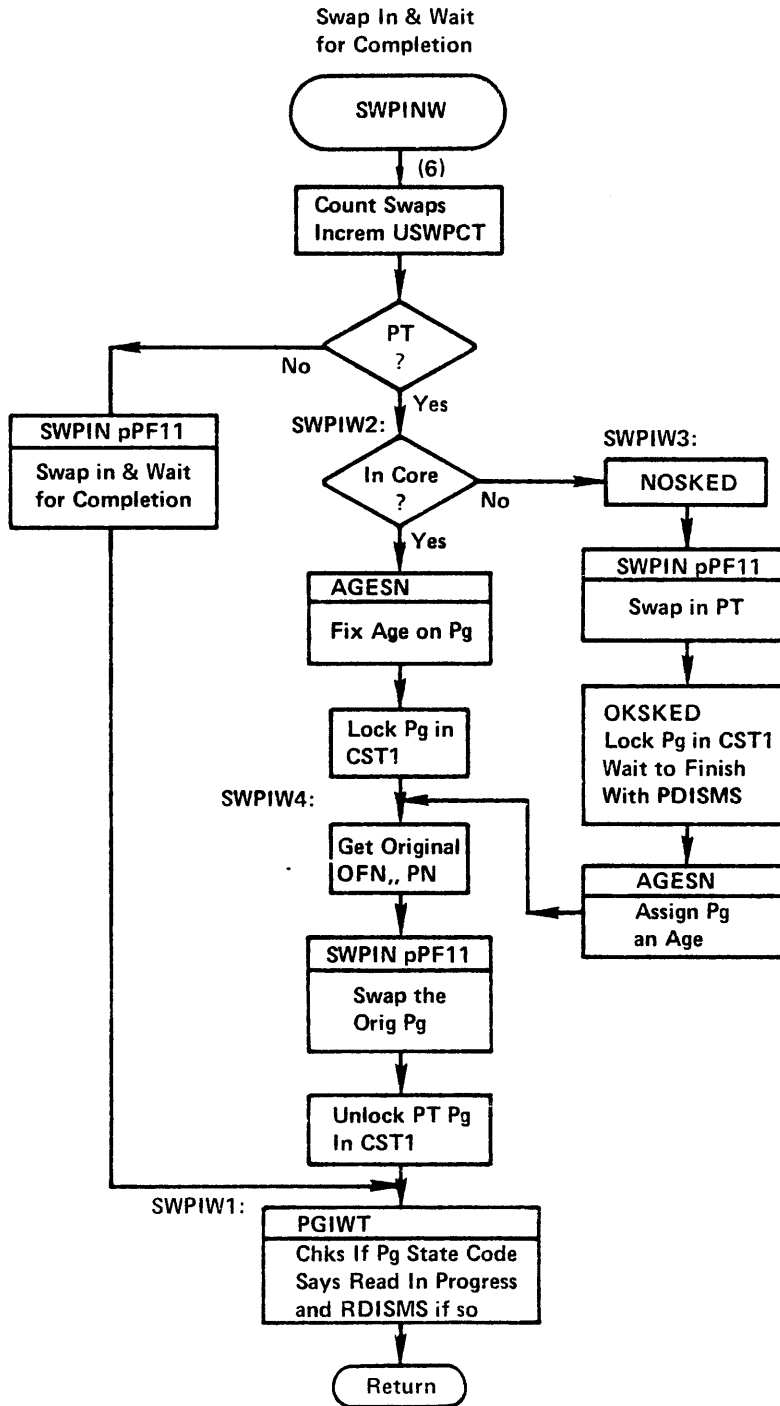 Swap In & Wait
for Completion
SWPINW
(6)
Count Swaps
Increm USWPCT
PT
?
No
Yes
SWPIN pPF11
Swap in & Wait
for Completion
SWPIW2:
In Core
?
No
Yes
SWPIW3:
NOSKED
SWPIN pPF11
Swap in PT
OKSKED
Lock Pg in CST1
Wait to Finish
With PDISMS
AGESN
Assign Pg
an Age
AGESN
Fix Age on Pg
Lock Pg in
CST1
SWPIW4:
Get Original
OFN,, PN
SWPIN pPF11
Swap the
Orig Pg
Unlock PT Pg
In CST1
SWPIW1:
PGIWT
Chks If Pg State Code
Says Read In Progress
and RDISMS if so
Return